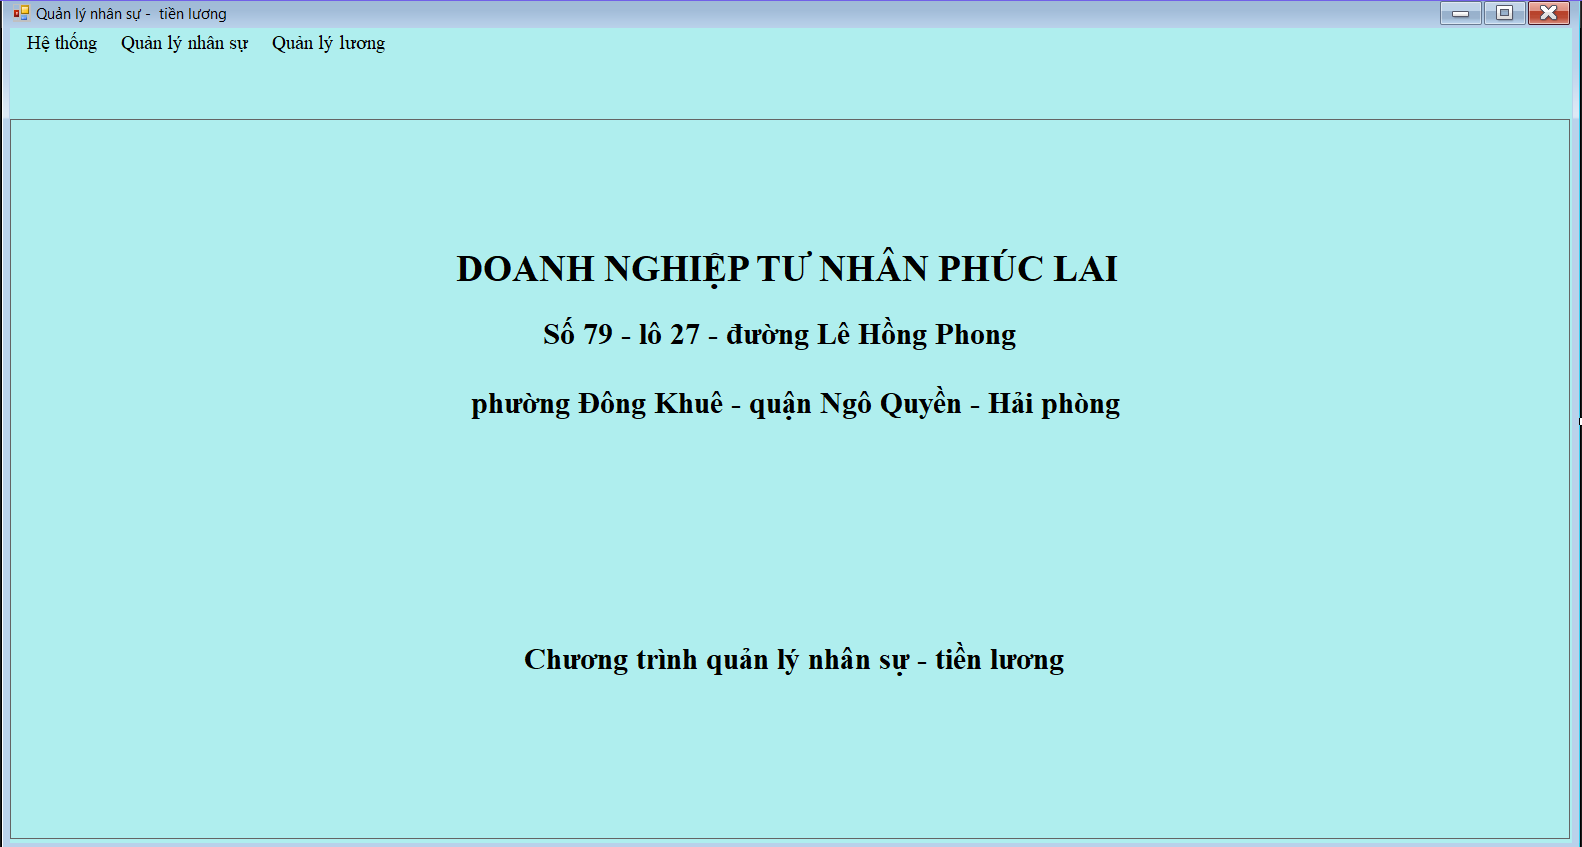 Quản lý nhân sự - tiền lương
Hệ thống Quản lý nhân sự Quản lý lương
DOANH NGHIỆP TƯ NHÂN PHÚC LAI
Số 79 - lô 27 - đường Lê Hồng Phong
phường Đông Khuê - quận Ngô Quyền - Hải phòng
Chương trình quản lý nhân sự - tiền lương